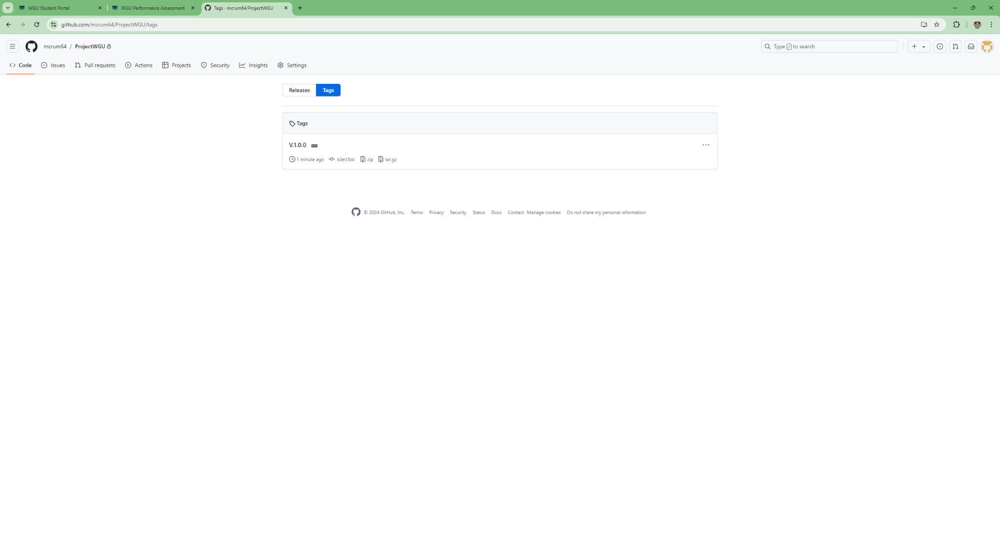 WGU Student Portal
WGU Performance Assessment
Tags · mcrum64/ProjectWGU
github.com/mcrum64/ProjectWGU/tags
mcrum64 / ProjectWGU
Type / to search
Code Issues Pull requests Actions Projects Security Insights Settings
Releases Tags
Tags
V.1.0.0
1 minute ago b2e15dc zip tar.gz
© 2024 GitHub, Inc. Terms Privacy Security Status Docs Contact Manage cookies Do not share my personal information